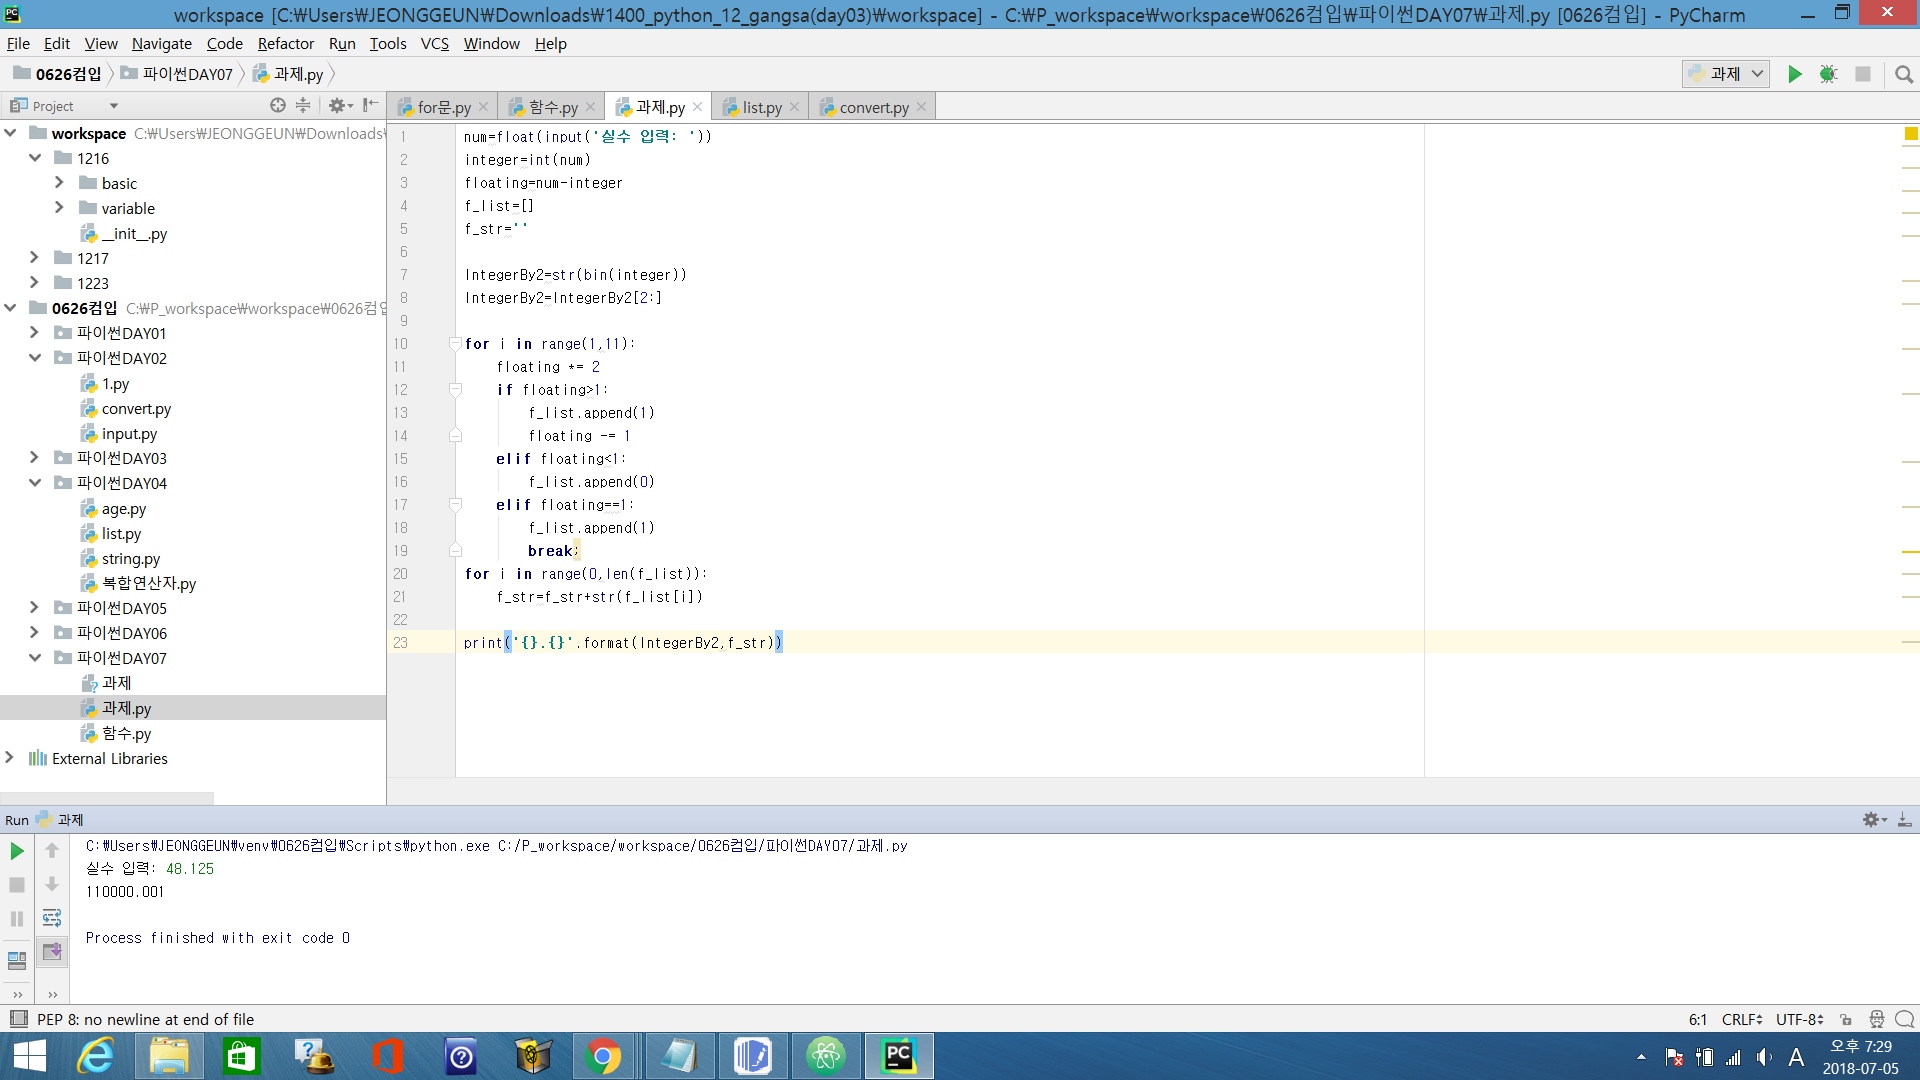 workspace [C:₩Users₩JEONGGEUN₩Downloads₩1400_python_12_gangsa(day03)₩workspace] - C:₩P_workspace₩workspace₩0626컴입₩파이썬DAY07₩과제.py [0626컴입] - PyCharm
File Edit View Navigate Code Refactor Run Tools VCS Window Help
0626컴입 파이썬DAY07 과제.py 과제
Project
for문.py 함수.py 과제.py list.py convert.py
workspace C:₩Users₩JEONGGEUN₩Downloads₩
1216
basic
variable
__init__.py
1217
1223
0626컴입 C:₩P_workspace₩workspace₩0626컴입
파이썬DAY01
파이썬DAY02
1.py
convert.py
input.py
파이썬DAY03
파이썬DAY04
age.py
list.py
string.py
복합연산자.py
파이썬DAY05
파이썬DAY06
파이썬DAY07
과제
과제.py
함수.py
External Libraries
1 num=float(input('실수 입력: '))
2 integer=int(num)
3 floating=num-integer
4 f_list=[]
5 f_str=''
6
7 IntegerBy2=str(bin(integer))
8 IntegerBy2=IntegerBy2[2:]
9
10 for i in range(1,11):
11     floating *= 2
12     if floating>1:
13         f_list.append(1)
14         floating -= 1
15     elif floating<1:
16         f_list.append(0)
17     elif floating==1:
18         f_list.append(1)
19         break;
20 for i in range(0,len(f_list)):
21     f_str=f_str+str(f_list[i])
22
23 print('{}.{}'.format(IntegerBy2,f_str))
Run 과제
C:₩Users₩JEONGGEUN₩venv₩0626컴입₩Scripts₩python.exe C:/P_workspace/workspace/0626컴입/파이썬DAY07/과제.py
실수 입력: 48.125
110000.001
Process finished with exit code 0
PEP 8: no newline at end of file 6:1 CRLF UTF-8
PC A 오후 7:29
2018-07-05